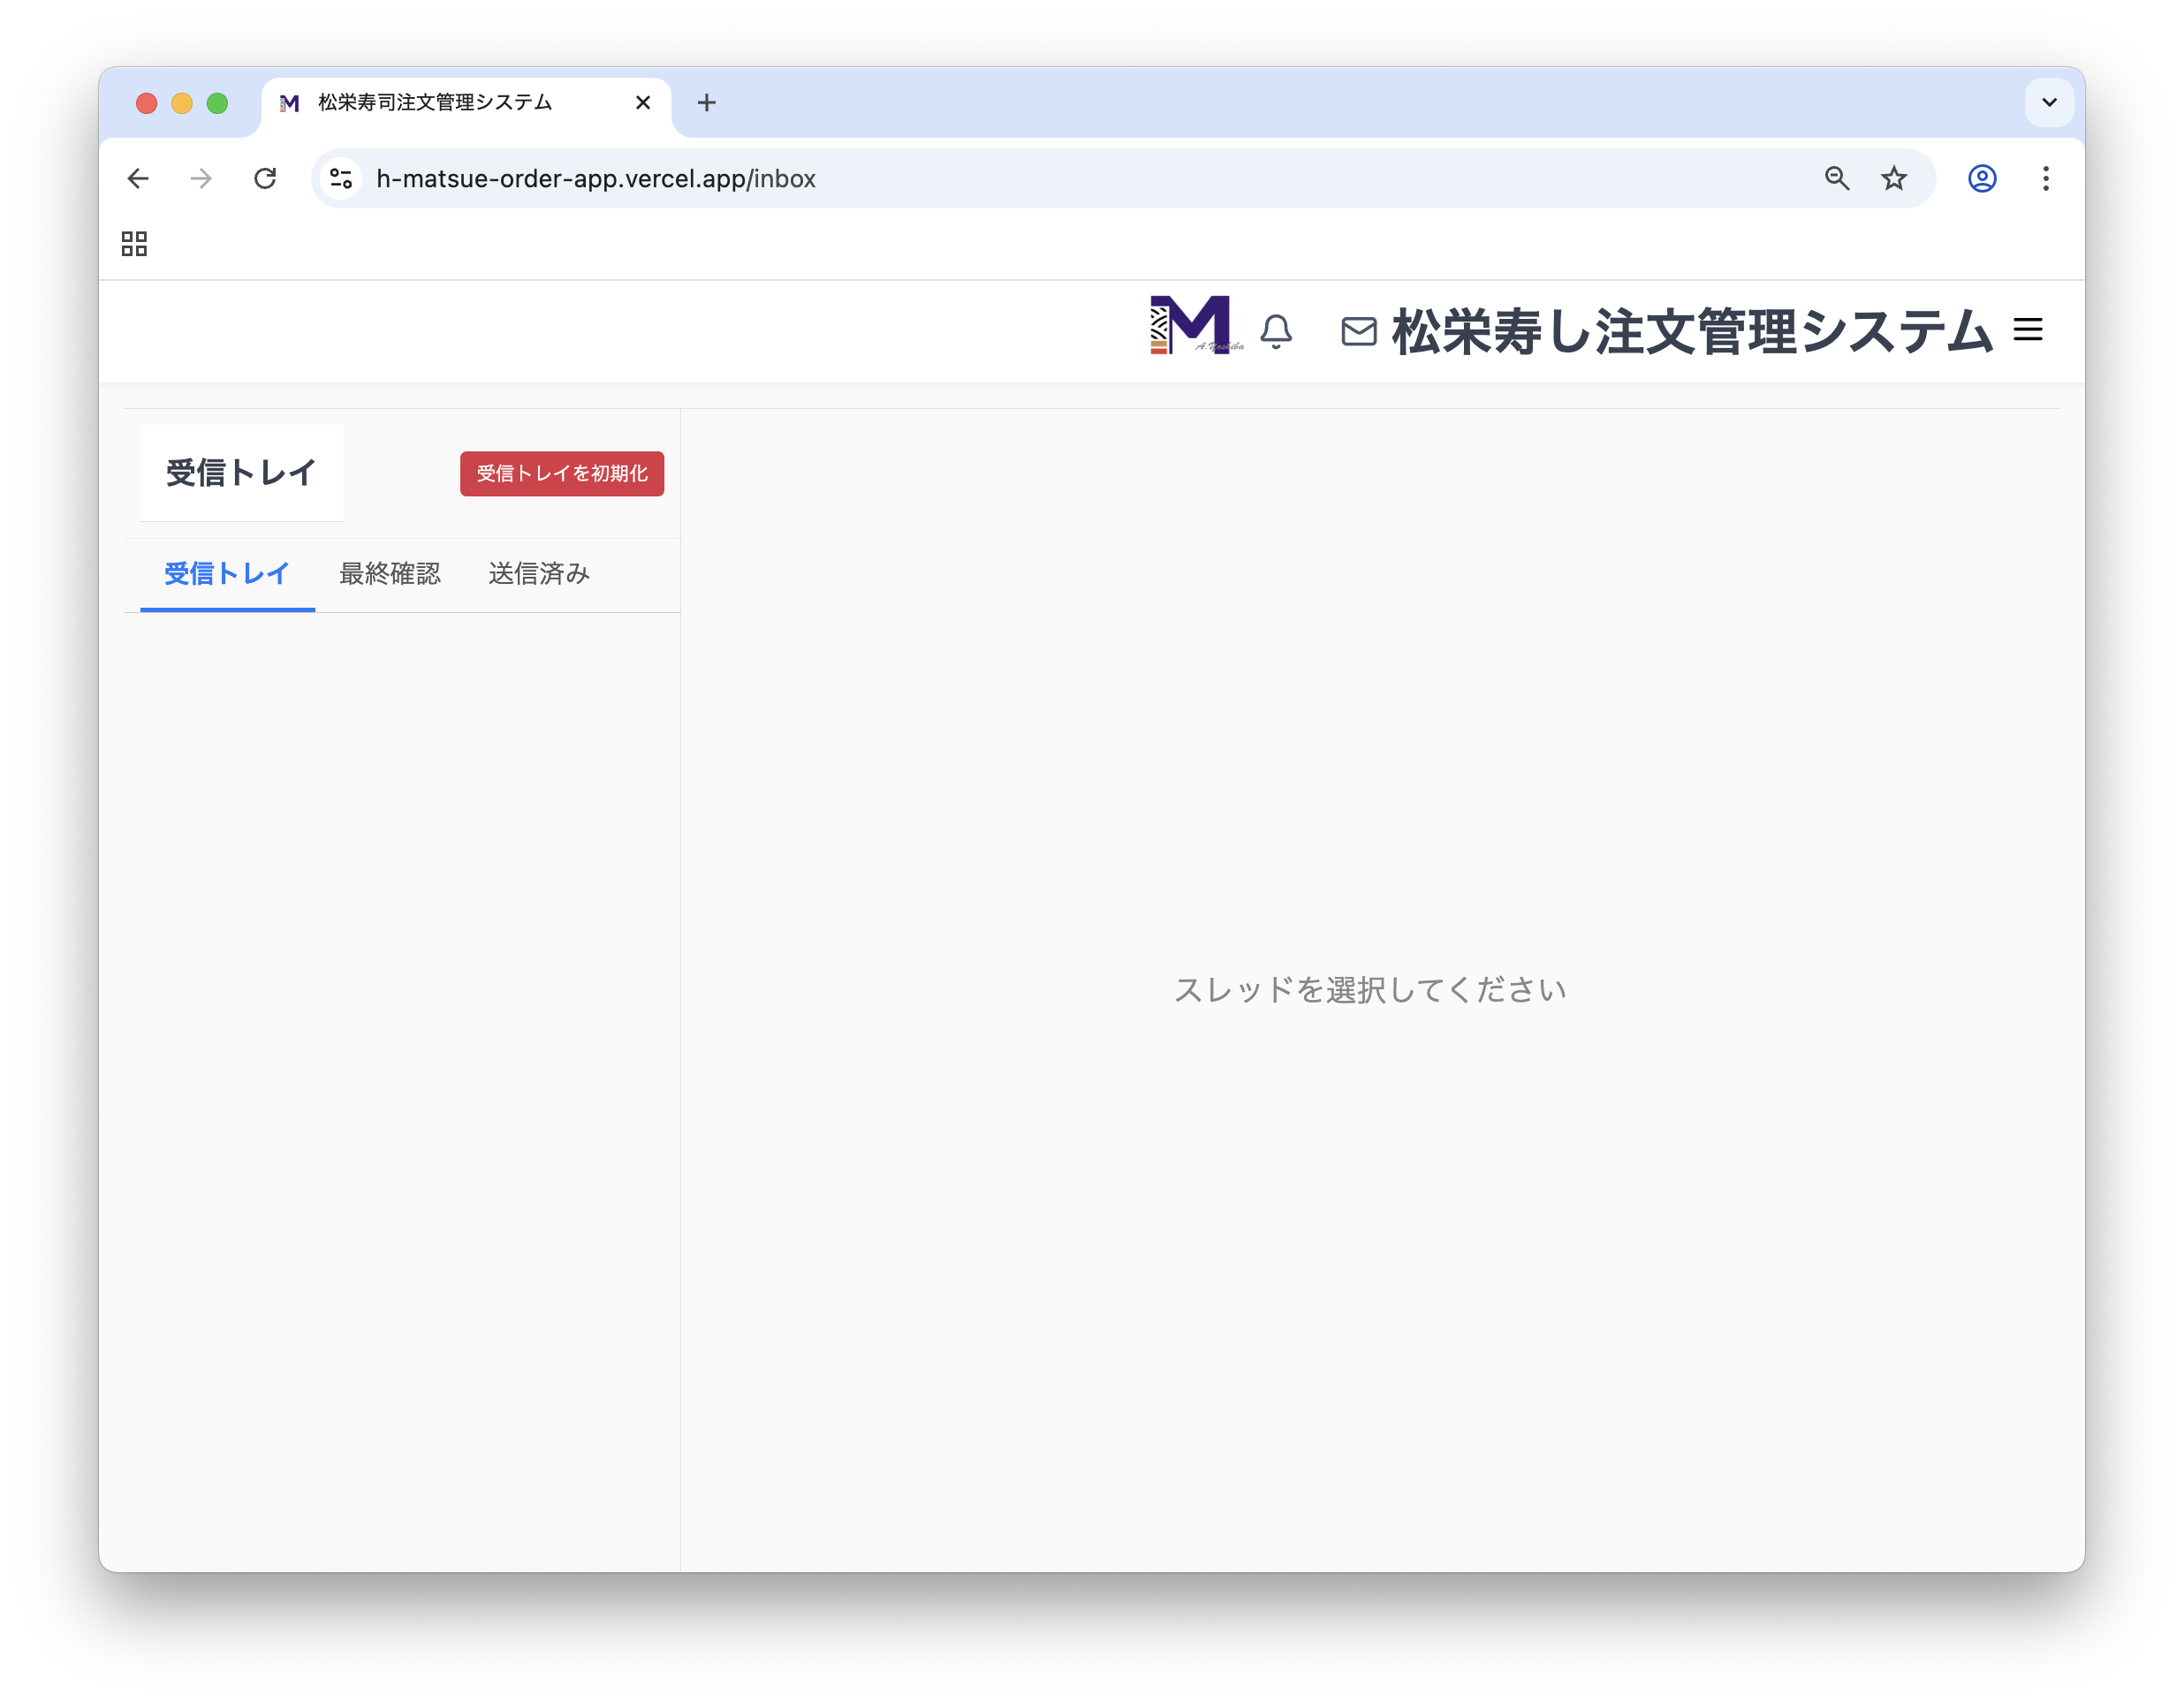 松栄寿司注文管理システム
h-matsue-order-app.vercel.app/inbox
M
A.Yoshiba
松栄寿し注文管理システム
受信トレイ
受信トレイを初期化
受信トレイ 最終確認 送信済み
スレッドを選択してください